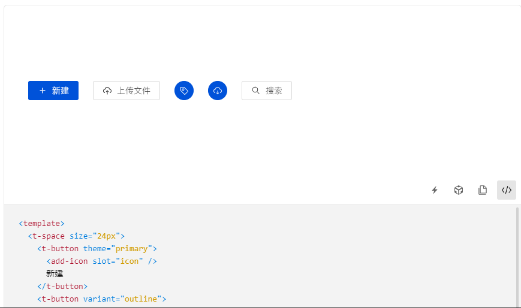 新建
上传文件
搜索
<template>
<t-space size="24px">
<t-button theme="primary">
<add-icon slot="icon" />
新建
</t-button>
<t-button variant="outline">